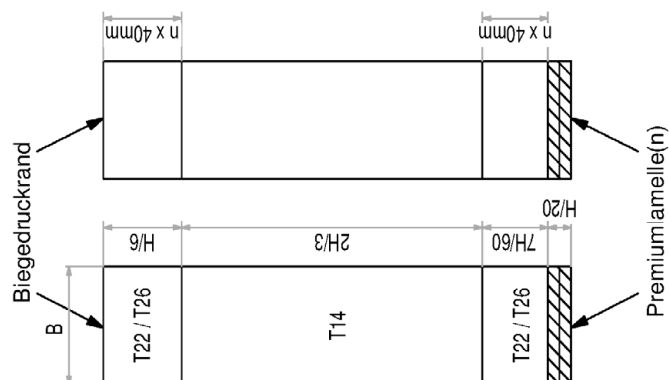 Biegedruckrand
n x 40mm
n x 40mm
Premiumlamelle(n)
B
H/6
2H/3
7H/60
H/20
T22 / T26
T14
T22 / T26